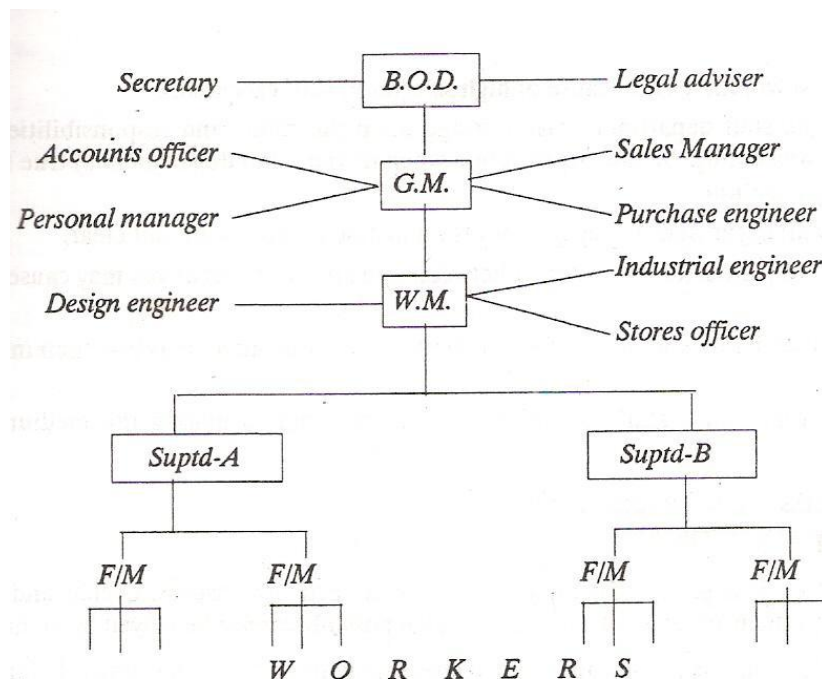 Secretary B.O.D. Legal adviser
Accounts officer Sales Manager
G.M.
Personal manager Purchase engineer
Industrial engineer
Design engineer W.M.
Stores officer
Suptd-A Suptd-B
F/M F/M F/M F/M
W O R K E R S